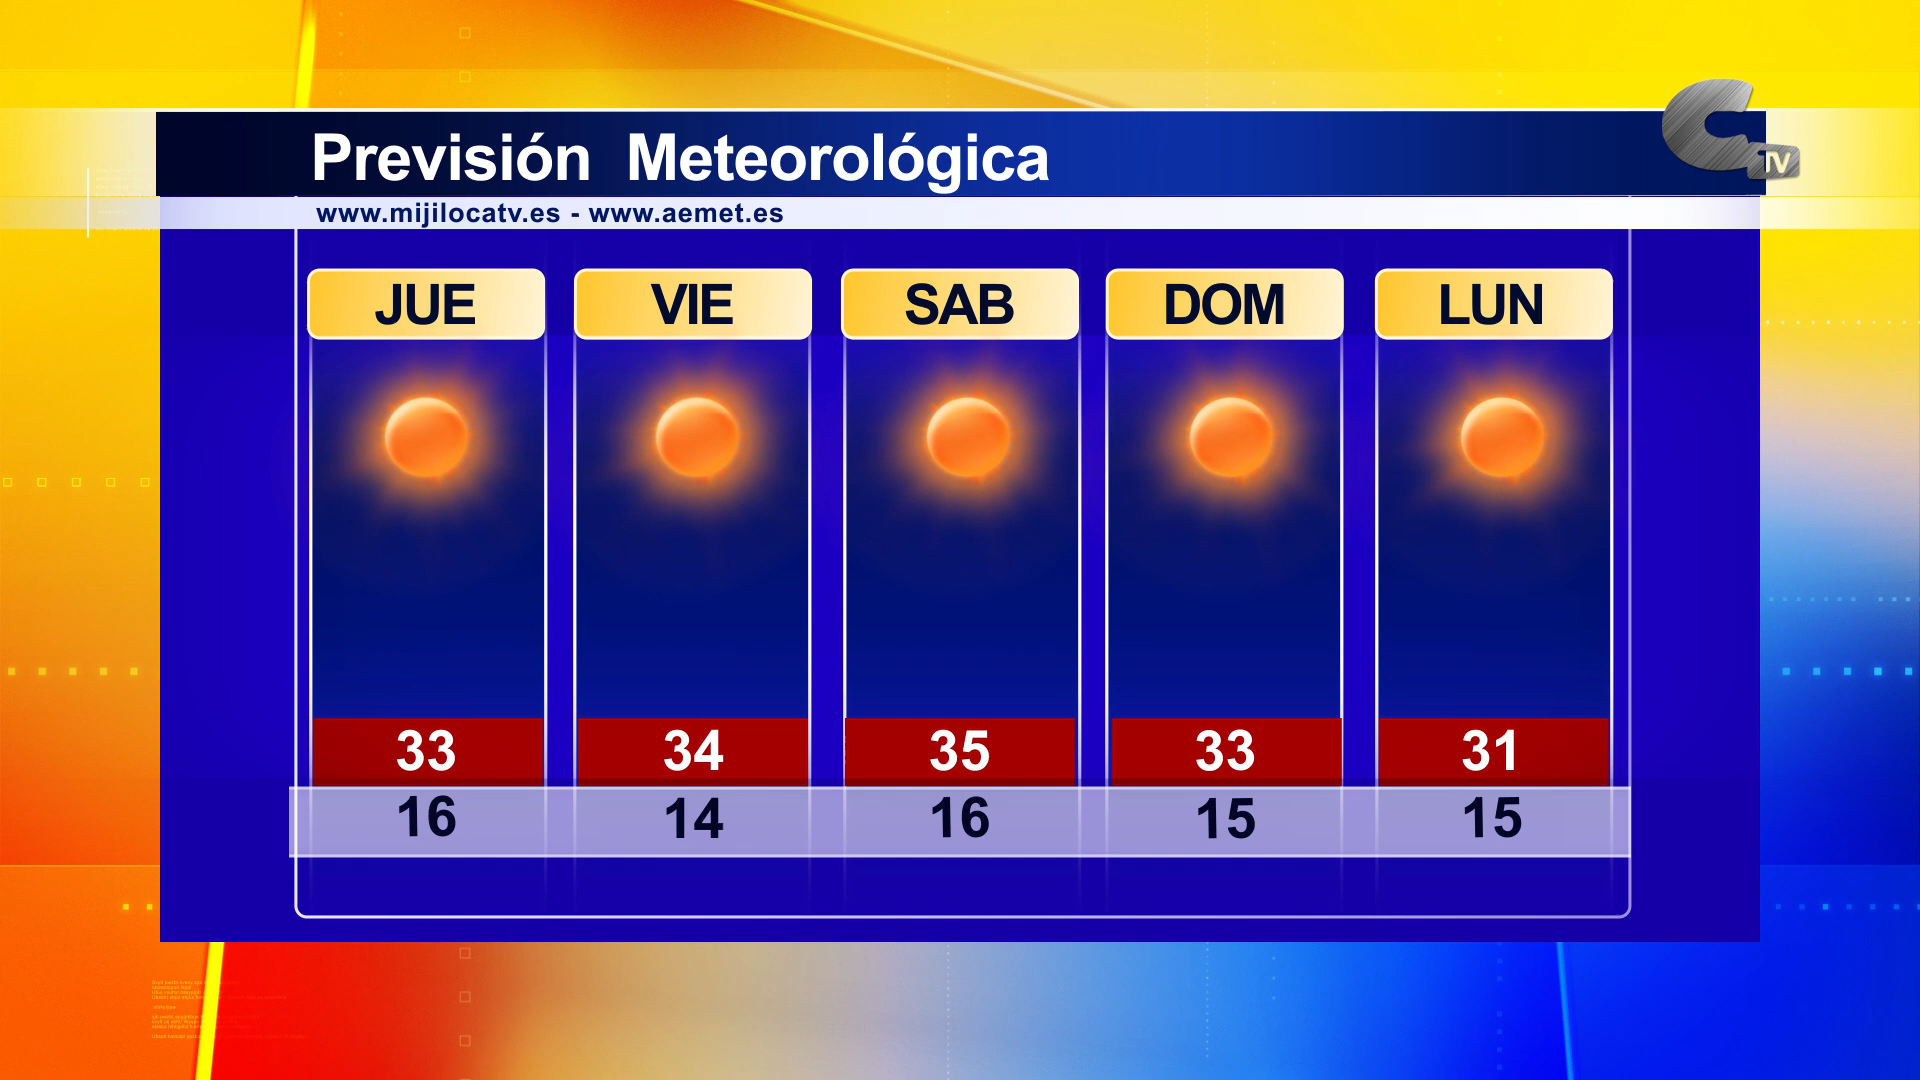 Previsión Meteorológica
TV
www.mijilocatv.es - www.aemet.es
JUE VIE SAB DOM LUN
33 34 35 33 31
16 14 16 15 15